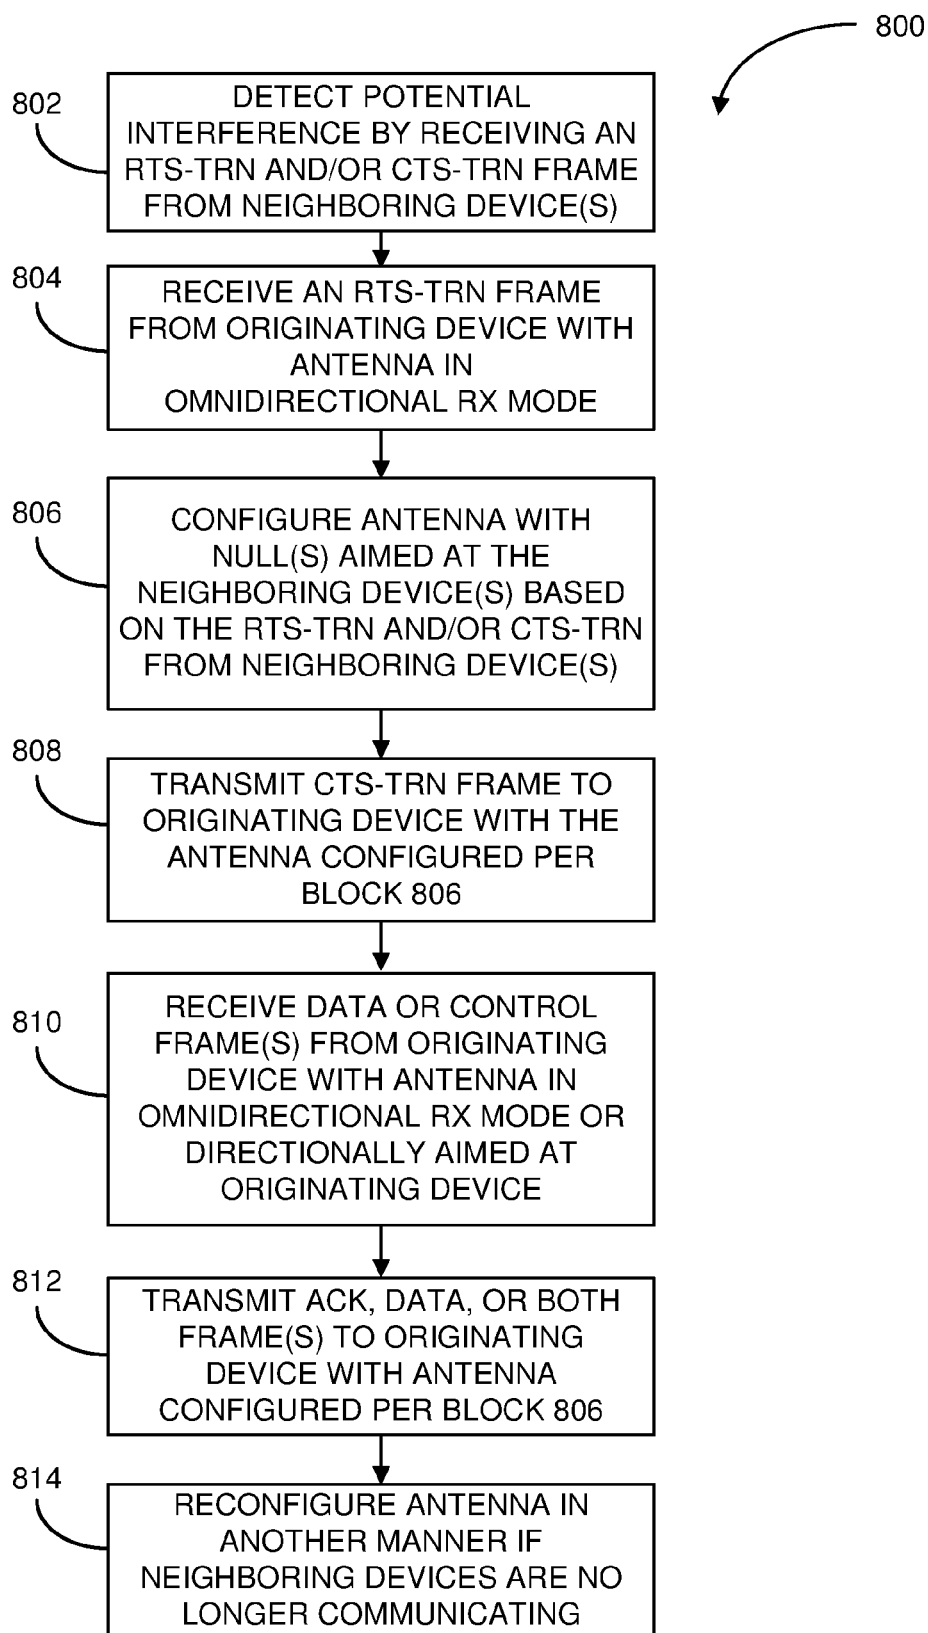 800
802
DETECT POTENTIAL
INTERFERENCE BY RECEIVING AN
RTS-TRN AND/OR CTS-TRN FRAME
FROM NEIGHBORING DEVICE(S)
804
RECEIVE AN RTS-TRN FRAME
FROM ORIGINATING DEVICE WITH
ANTENNA IN
OMNIDIRECTIONAL RX MODE
806
CONFIGURE ANTENNA WITH
NULL(S) AIMED AT THE
NEIGHBORING DEVICE(S) BASED
ON THE RTS-TRN AND/OR CTS-TRN
FROM NEIGHBORING DEVICE(S)
808
TRANSMIT CTS-TRN FRAME TO
ORIGINATING DEVICE WITH THE
ANTENNA CONFIGURED PER
BLOCK 806
810
RECEIVE DATA OR CONTROL
FRAME(S) FROM ORIGINATING
DEVICE WITH ANTENNA IN
OMNIDIRECTIONAL RX MODE OR
DIRECTIONALLY AIMED AT
ORIGINATING DEVICE
812
TRANSMIT ACK, DATA, OR BOTH
FRAME(S) TO ORIGINATING
DEVICE WITH ANTENNA
CONFIGURED PER BLOCK 806
814
RECONFIGURE ANTENNA IN
ANOTHER MANNER IF
NEIGHBORING DEVICES ARE NO
LONGER COMMUNICATING